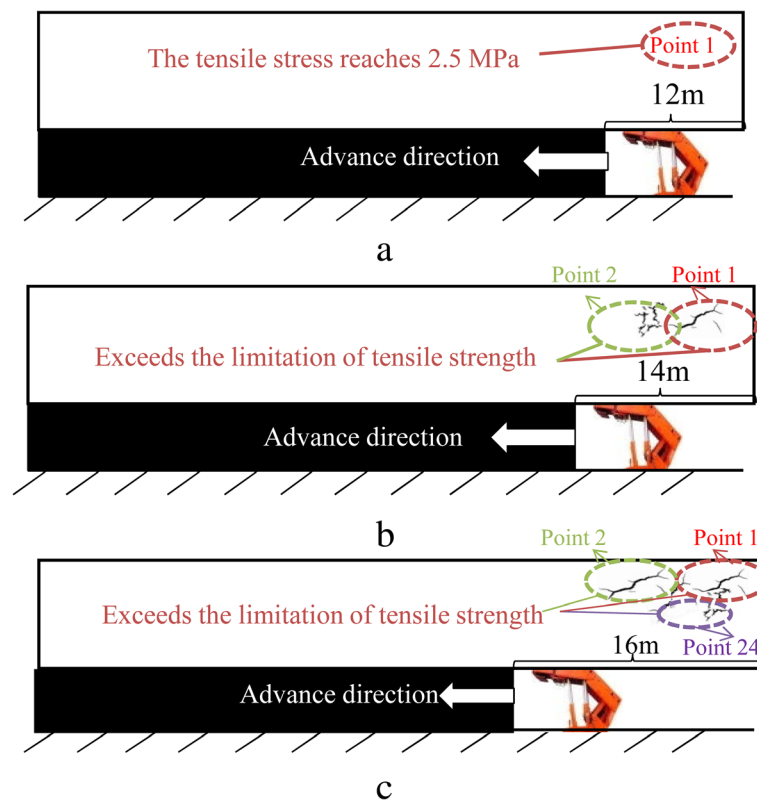 Point 1
The tensile stress reaches 2.5 MPa
12m
Advance direction
a
Point 2 Point 1
Exceeds the limitation of tensile strength
14m
Advance direction
b
Point 2 Point 1
Exceeds the limitation of tensile strength
Point 24
16m
Advance direction
c